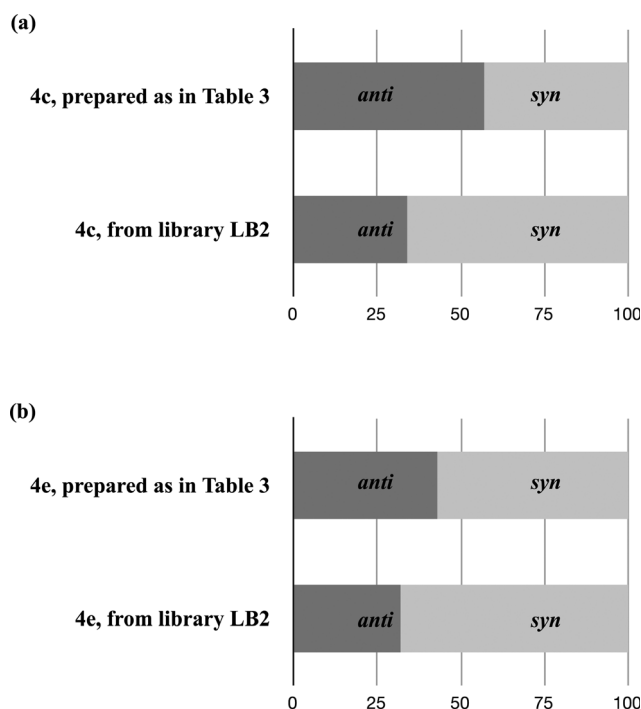 (a)
4c, prepared as in Table 3
anti syn
4c, from library LB2
anti syn
0 25 50 75 100
(b)
4e, prepared as in Table 3
anti syn
4e, from library LB2
anti syn
0 25 50 75 100